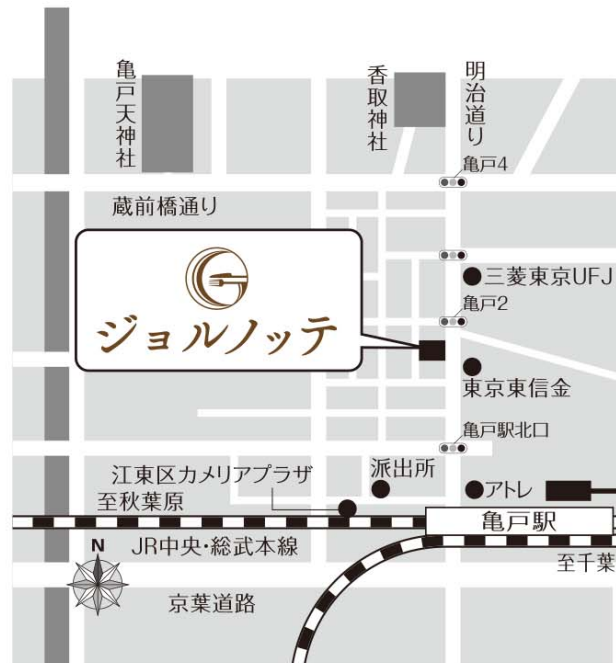 亀戸天神社
香取神社
明治通り
亀戸4
蔵前橋通り
三菱東京UFJ
亀戸2
ジョルノッテ
東京東信金
亀戸駅北口
派出所
江東区カメリアプラザ
アトレ
至秋葉原
亀戸駅
JR中央・総武本線
至千葉
N
京葉道路